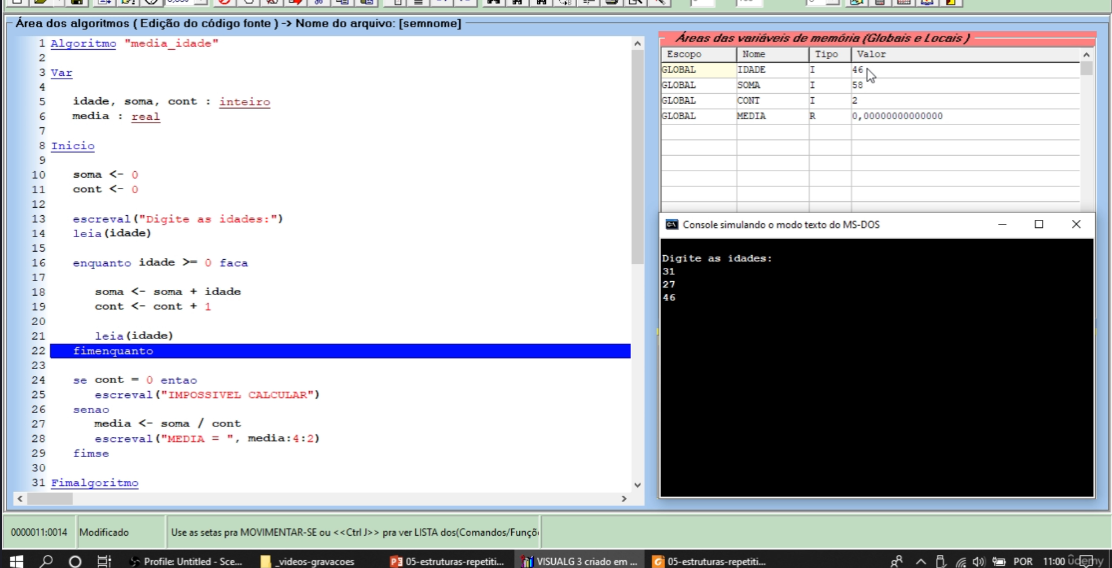 Área dos algoritmos ( Edição do código fonte ) -> Nome do arquivo: [semnome]
1 Algoritmo "media_idade"
2
3 Var
4
5 idade, soma, cont : inteiro
6 media : real
7
8 Inicio
9
10 soma <- 0
11 cont <- 0
12
13 escreval("Digite as idades:")
14 leia(idade)
15
16 enquanto idade >= 0 faca
17
18 soma <- soma + idade
19 cont <- cont + 1
20
21 leia(idade)
22 fimenquanto
23
24 se cont = 0 entao
25 escreval("IMPOSSIVEL CALCULAR")
26 senao
27 media <- soma / cont
28 escreval("MEDIA = ", media:4:2)
29 fimse
30
31 Fimalgoritmo
Áreas das variáveis de memória (Globais e Locais )
Escopo Nome Tipo Valor
GLOBAL IDADE I 46
GLOBAL SOMA I 58
GLOBAL CONT I 2
GLOBAL MEDIA R 0,00000000000000
Console simulando o modo texto do MS-DOS
Digite as idades:
31
27
46
0000011:0014 Modificado Use as setas pra MOVIMENTAR-SE ou <<Ctrl J>> pra ver LISTA dos(Comandos/Funçõ
Profile: Untitled - Sce... _videos-gravacoes 05-estruturas-repetiti... VISUALG 3 criado em ... 05-estruturas-repetiti... POR 11:00
udemy